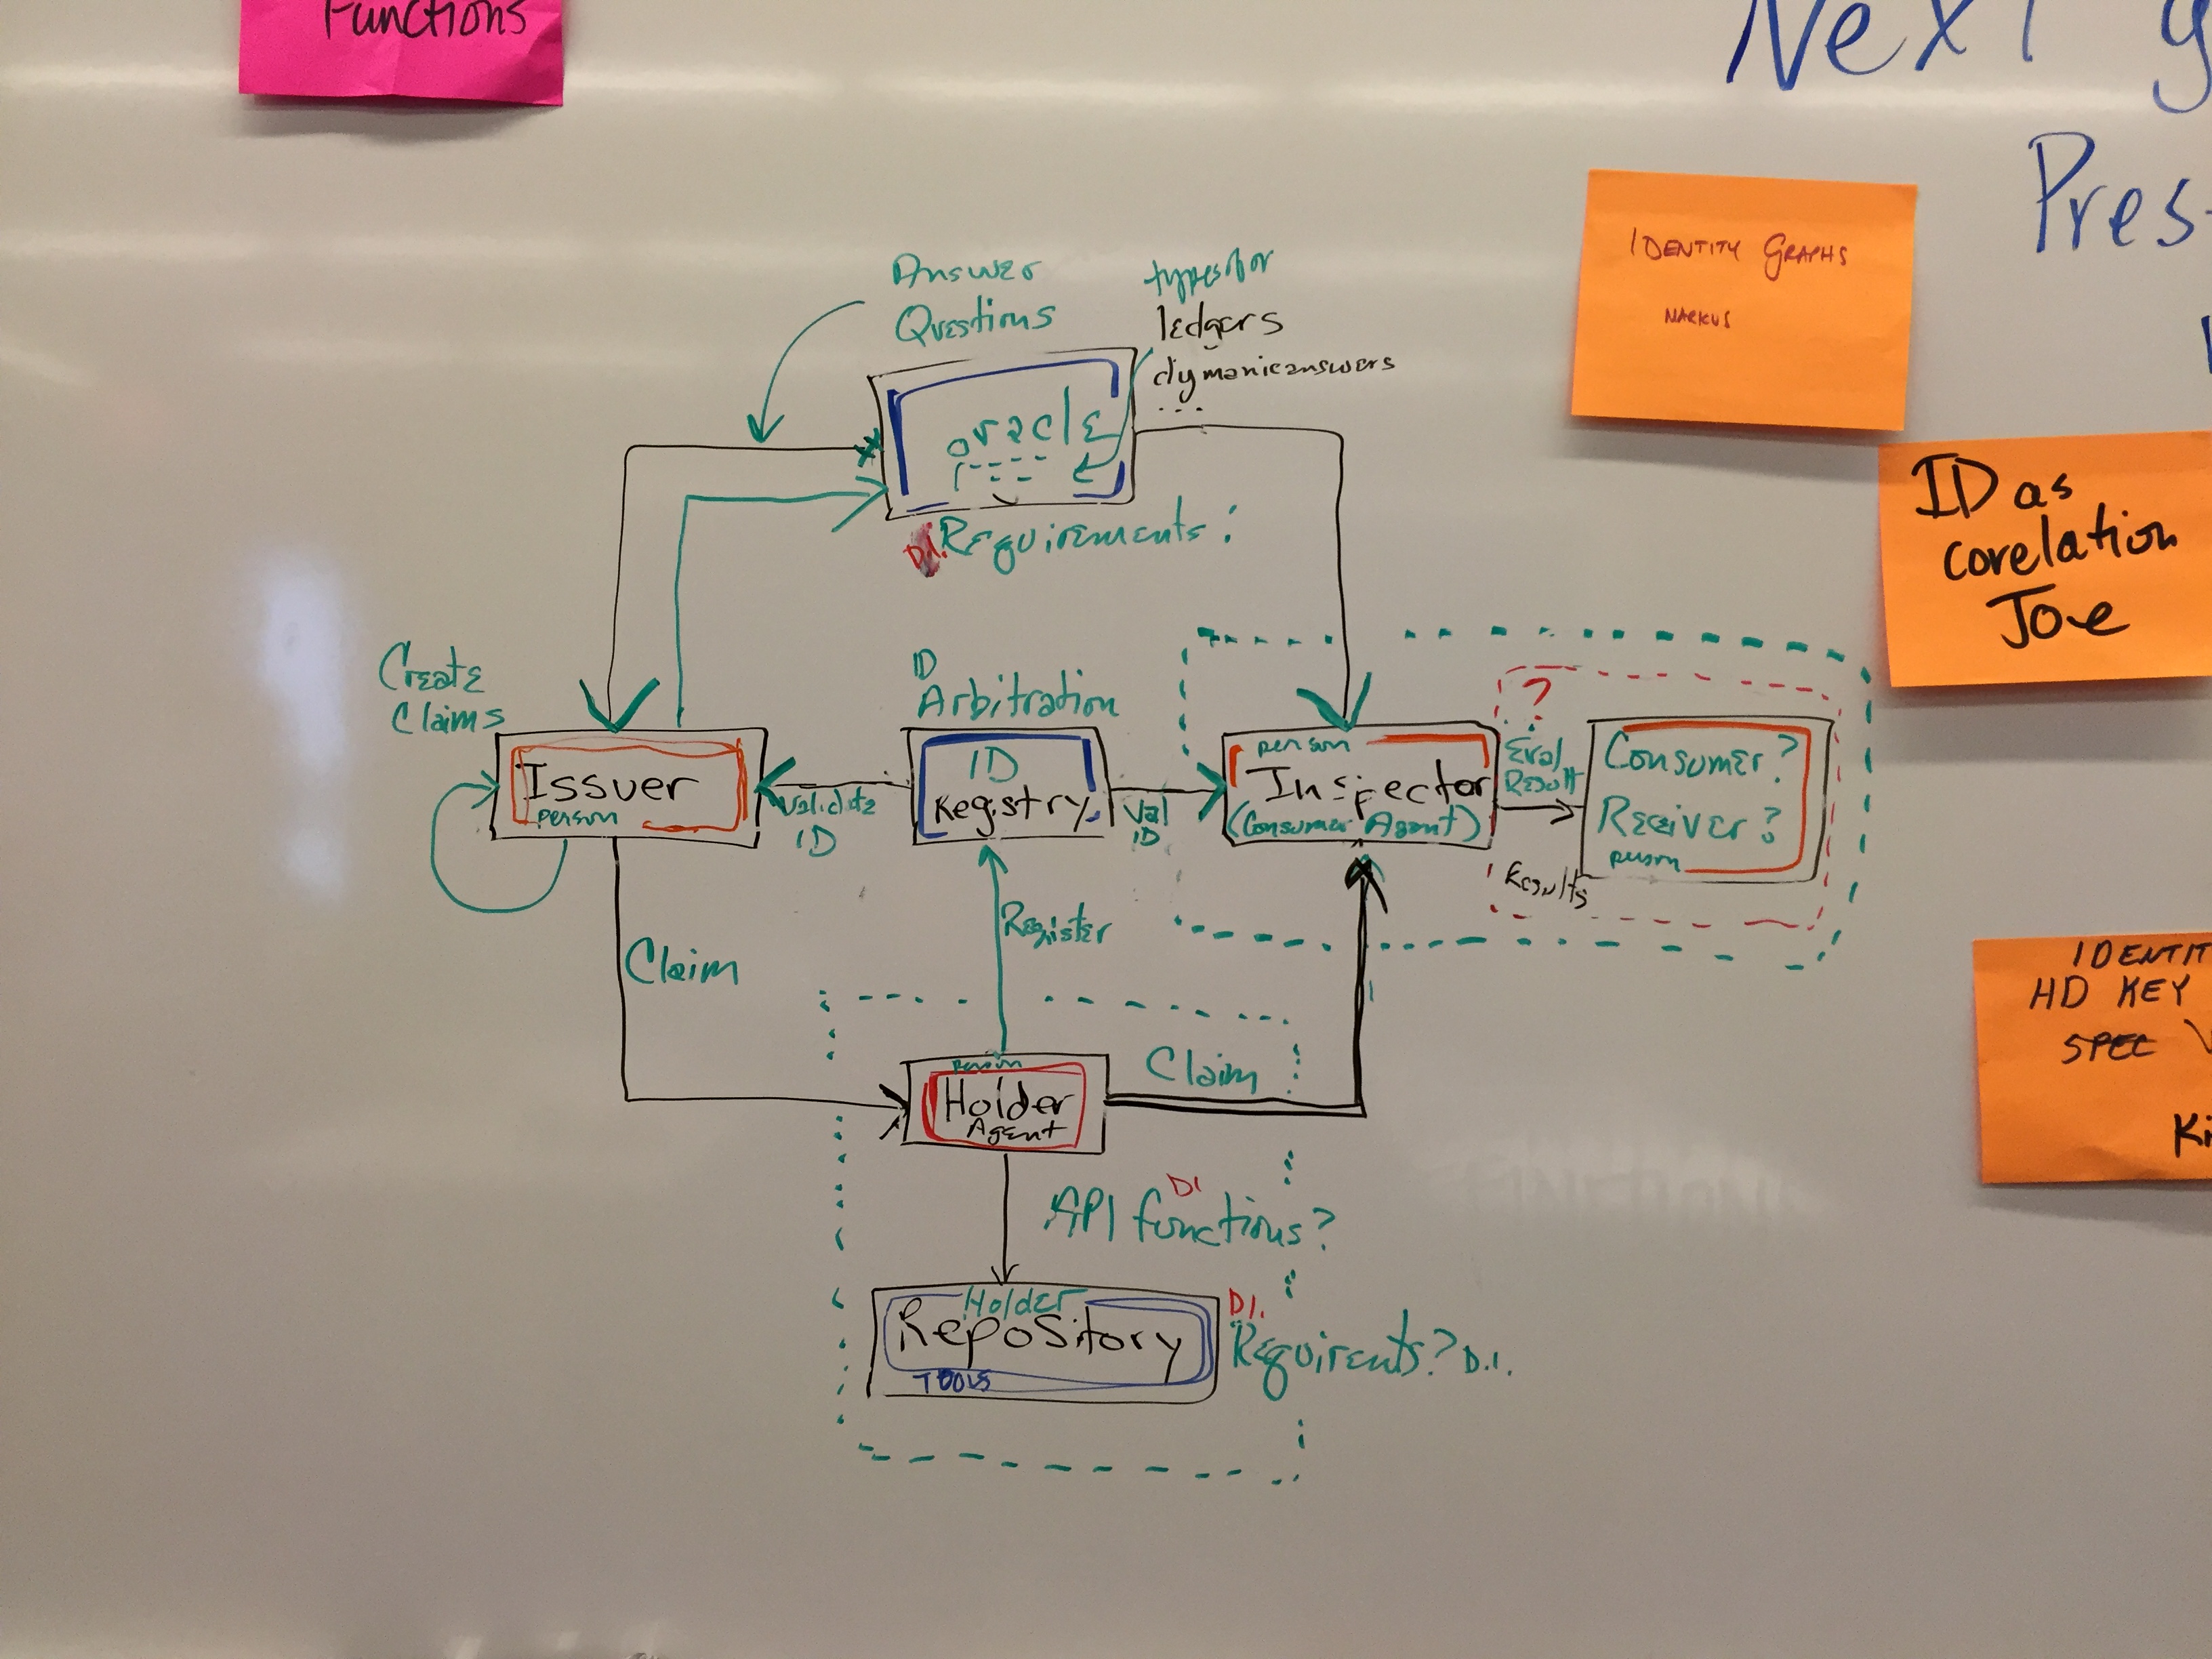 Functions
Next g
Pres-
IDENTITY GRAPHS
ID as
corelation
Joe
IDENTIT
HD KEY
SPEC
Ki
Answer
Questions
types for
ledgers
dymanic answers
...
oracle
D.I. Requirements:
Create
Claims
Issuer
person
Validate
ID
ID
Arbitration
ID
Registry
Val
ID
person
Inspector
(Consumer Agent)
?
Eval
Result
Results
Consumer?
Receiver?
person
Claim
Register
person
Holder
Agent
Claim
DI
API functions?
Holder
Repository
TOOLS
D.I.
Requirents? D.I.